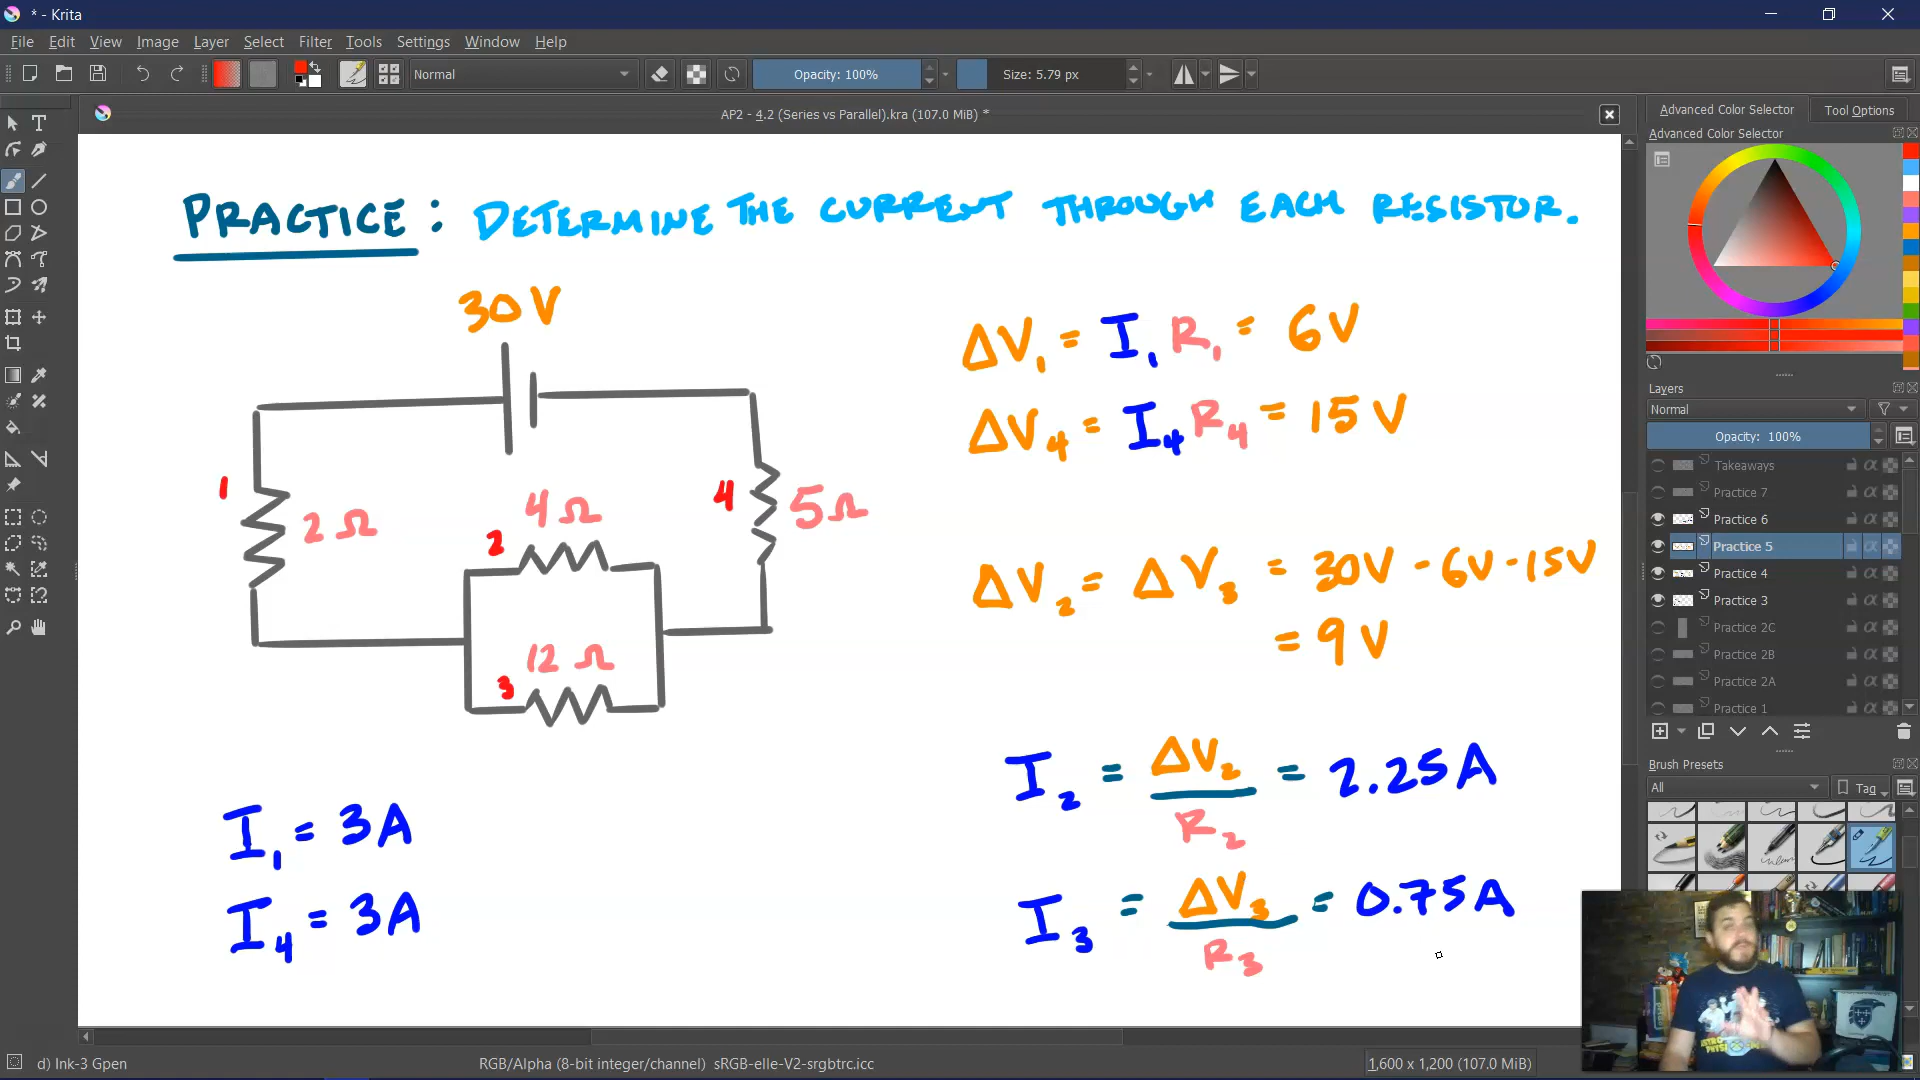 * - Krita
File Edit View Image Layer Select Filter Tools Settings Window Help
Normal Opacity: 100% Size: 5.79 px
AP2 - 4.2 (Series vs Parallel).kra (107.0 MiB) *
Advanced Color Selector Tool Options
Advanced Color Selector
PRACTICE: DETERMINE THE CURRENT THROUGH EACH RESISTOR.
30V
1 2Ω
2 4Ω
3 12Ω
4 5Ω
I₁ = 3A
I₄ = 3A
ΔV₁ = I₁R₁ = 6V
ΔV₄ = I₄R₄ = 15V
ΔV₂ = ΔV₃ = 30V - 6V - 15V
= 9V
I₂ = ΔV₂/R₂ = 2.25A
I₃ = ΔV₃/R₃ = 0.75A
Layers
Normal
Opacity: 100%
Takeaways
Practice 7
Practice 6
Practice 5
Practice 4
Practice 3
Practice 2C
Practice 2B
Practice 2A
Practice 1
Brush Presets
All Tag
d) Ink-3 Gpen
RGB/Alpha (8-bit integer/channel) sRGB-elle-V2-srgbtrc.icc
1,600 x 1,200 (107.0 MiB)